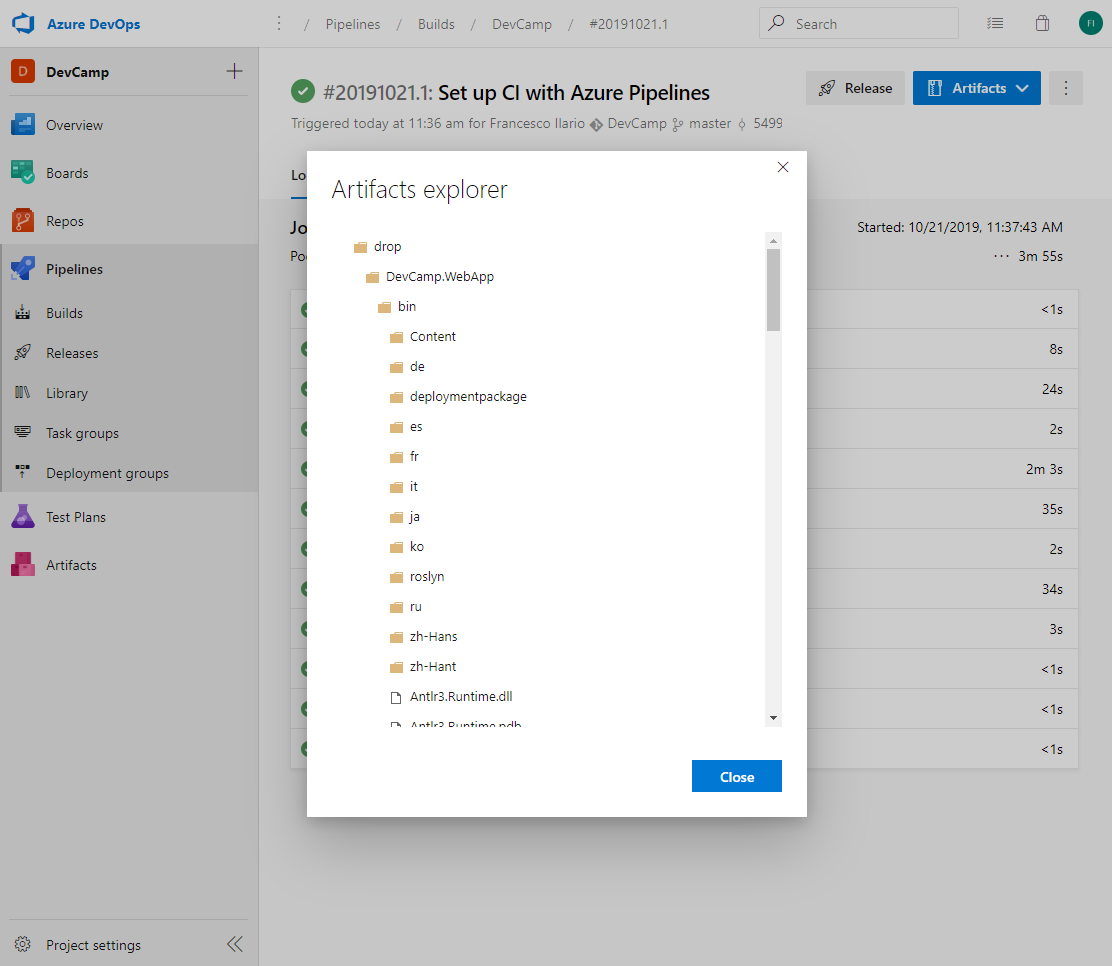 Azure DevOps
/ Pipelines / Builds / DevCamp / #20191021.1
Search
FI
D DevCamp
Overview
Boards
Repos
Pipelines
Builds
Releases
Library
Task groups
Deployment groups
Test Plans
Artifacts
Project settings
#20191021.1: Set up CI with Azure Pipelines
Triggered today at 11:36 am for Francesco Ilario DevCamp master 5499
Release
Artifacts
Started: 10/21/2019, 11:37:43 AM
··· 3m 55s
<1s
8s
24s
2s
2m 3s
35s
2s
34s
3s
<1s
<1s
<1s
Artifacts explorer
drop
DevCamp.WebApp
bin
Content
de
deploymentpackage
es
fr
it
ja
ko
roslyn
ru
zh-Hans
zh-Hant
Antlr3.Runtime.dll
Antlr3.Runtime.pdb
Close